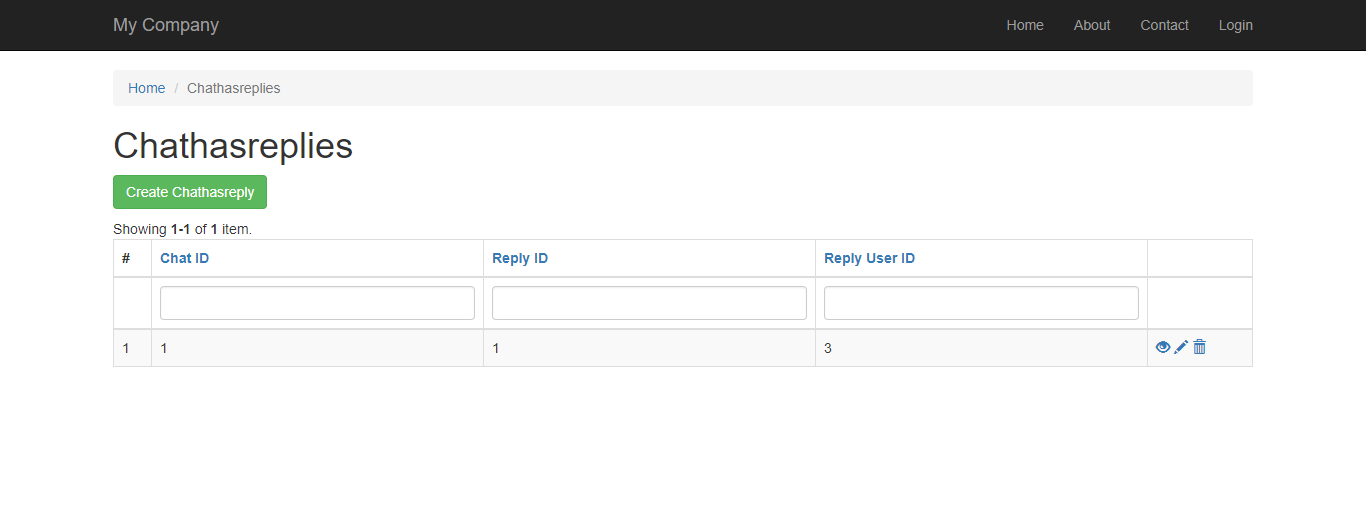 My Company Home About Contact Login
Home / Chathasreplies
Chathasreplies
Create Chathasreply
Showing 1-1 of 1 item.
# Chat ID Reply ID Reply User ID
1 1 1 3